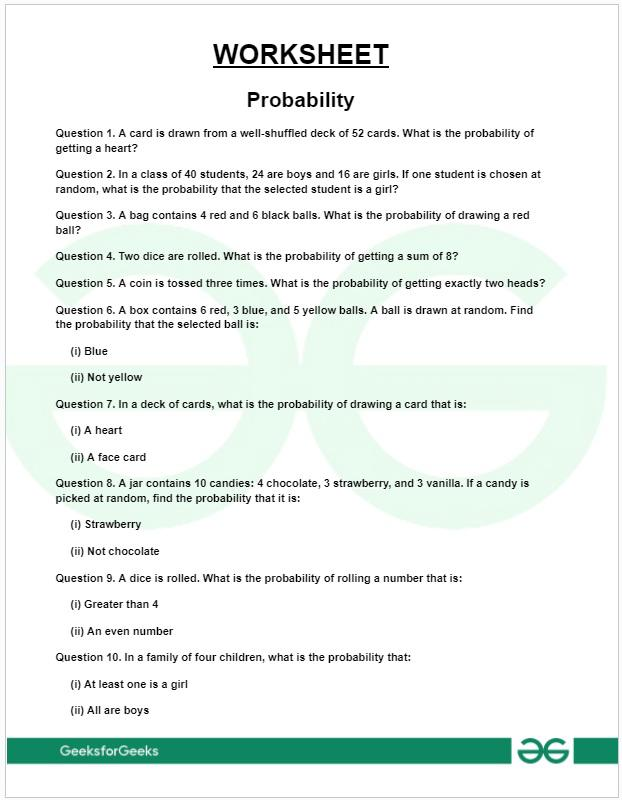 WORKSHEET
Probability
Question 1. A card is drawn from a well-shuffled deck of 52 cards. What is the probability of
getting a heart?
Question 2. In a class of 40 students, 24 are boys and 16 are girls. If one student is chosen at
random, what is the probability that the selected student is a girl?
Question 3. A bag contains 4 red and 6 black balls. What is the probability of drawing a red
ball?
Question 4. Two dice are rolled. What is the probability of getting a sum of 8?
Question 5. A coin is tossed three times. What is the probability of getting exactly two heads?
Question 6. A box contains 6 red, 3 blue, and 5 yellow balls. A ball is drawn at random. Find
the probability that the selected ball is:
(i) Blue
(ii) Not yellow
Question 7. In a deck of cards, what is the probability of drawing a card that is:
(i) A heart
(ii) A face card
Question 8. A jar contains 10 candies: 4 chocolate, 3 strawberry, and 3 vanilla. If a candy is
picked at random, find the probability that it is:
(i) Strawberry
(ii) Not chocolate
Question 9. A dice is rolled. What is the probability of rolling a number that is:
(i) Greater than 4
(ii) An even number
Question 10. In a family of four children, what is the probability that:
(i) At least one is a girl
(ii) All are boys
GeeksforGeeks